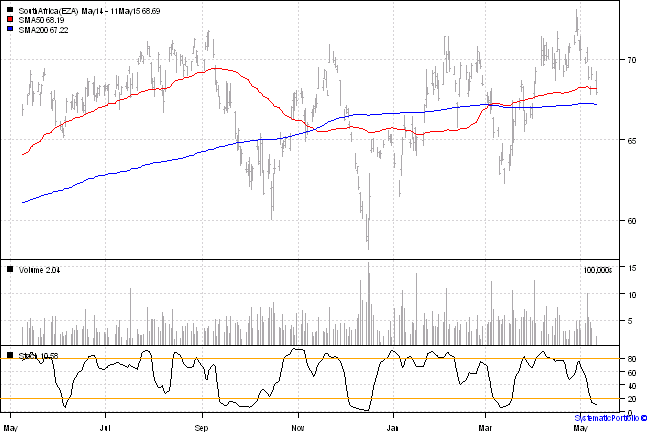 SouthAfrica(EZA) May14 - 11May15 68.69
SMA50 68.19
SMA200 67.22
70
65
60
Volume 2.04
100,000s
15
10
5
Stoch 10.58
80
60
40
20
0
May Jul Sep Nov Jan Mar May
SystematicPortfolio ©